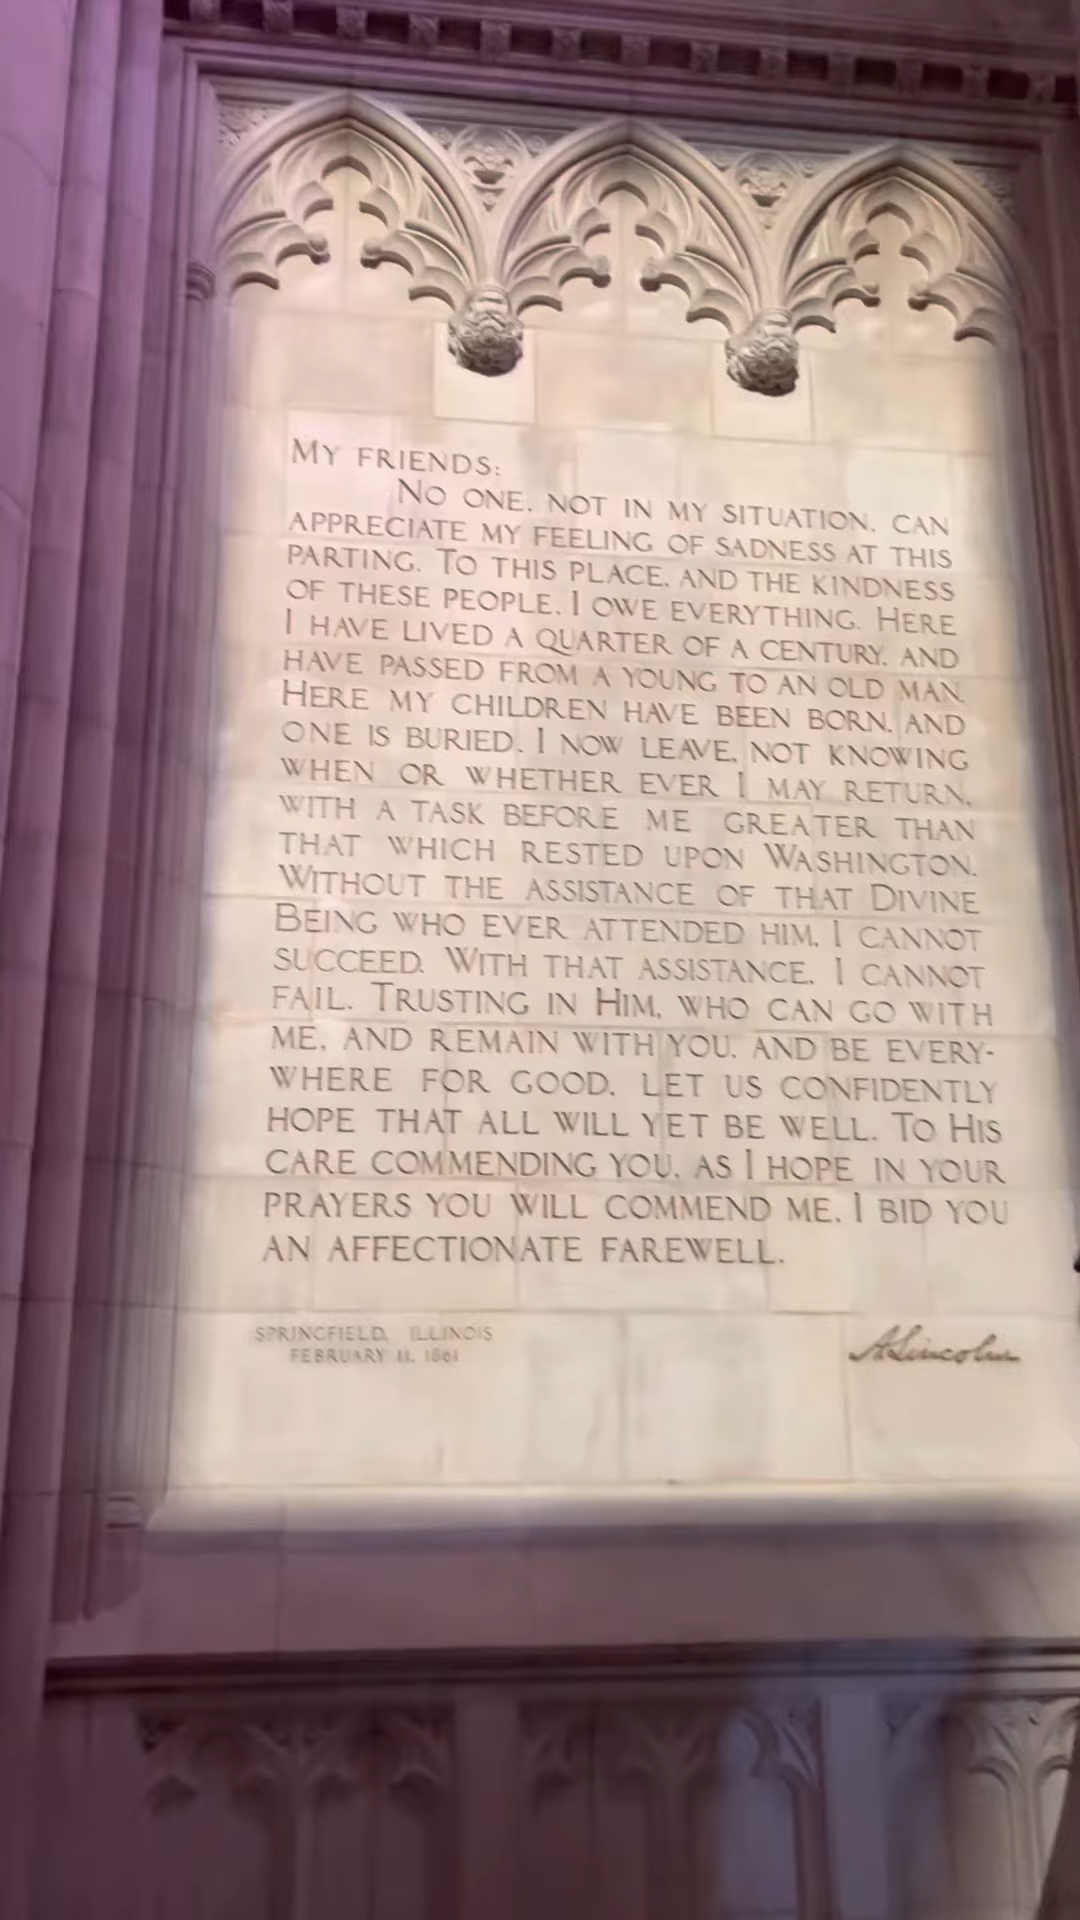 MY FRIENDS:
NO ONE, NOT IN MY SITUATION, CAN
APPRECIATE MY FEELING OF SADNESS AT THIS
PARTING. TO THIS PLACE, AND THE KINDNESS
OF THESE PEOPLE, I OWE EVERYTHING. HERE
I HAVE LIVED A QUARTER OF A CENTURY, AND
HAVE PASSED FROM A YOUNG TO AN OLD MAN.
HERE MY CHILDREN HAVE BEEN BORN, AND
ONE IS BURIED. I NOW LEAVE, NOT KNOWING
WHEN OR WHETHER EVER I MAY RETURN,
WITH A TASK BEFORE ME GREATER THAN
THAT WHICH RESTED UPON WASHINGTON.
WITHOUT THE ASSISTANCE OF THAT DIVINE
BEING WHO EVER ATTENDED HIM, I CANNOT
SUCCEED. WITH THAT ASSISTANCE, I CANNOT
FAIL. TRUSTING IN HIM, WHO CAN GO WITH
ME, AND REMAIN WITH YOU, AND BE EVERY-
WHERE FOR GOOD, LET US CONFIDENTLY
HOPE THAT ALL WILL YET BE WELL. TO HIS
CARE COMMENDING YOU, AS I HOPE IN YOUR
PRAYERS YOU WILL COMMEND ME, I BID YOU
AN AFFECTIONATE FAREWELL.
SPRINGFIELD, ILLINOIS
FEBRUARY 11, 1861
A Lincoln